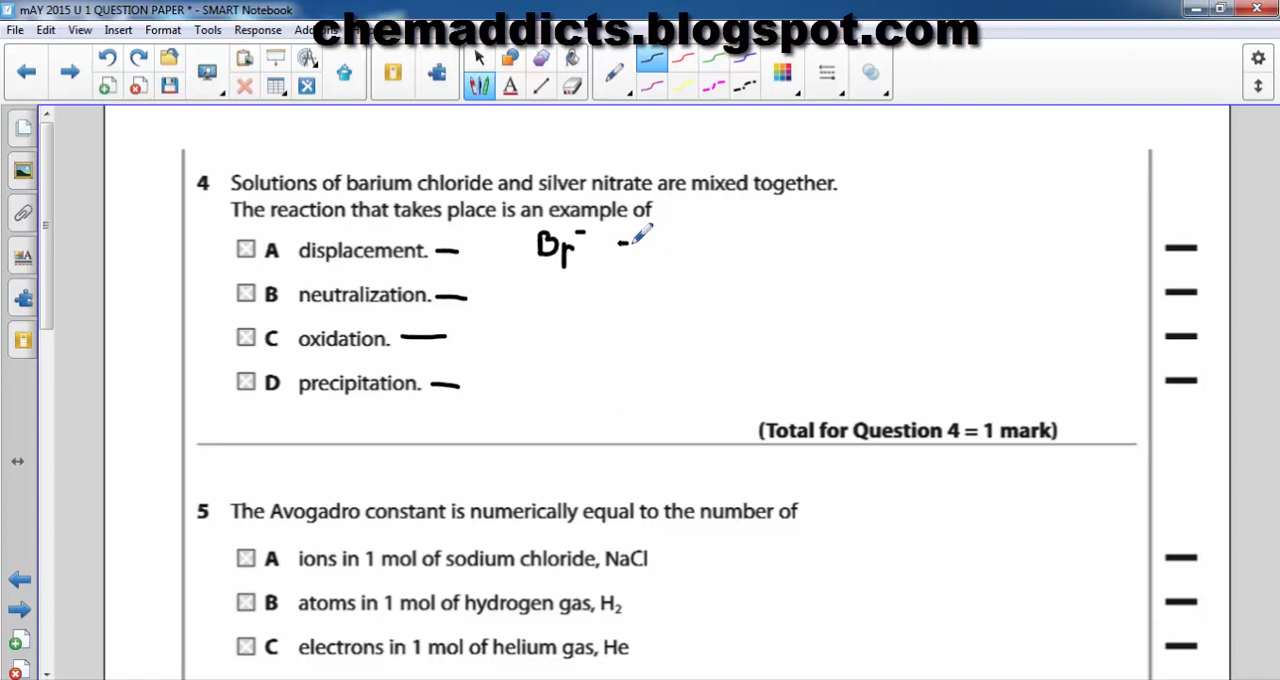 mAY 2015 U 1 QUESTION PAPER * - SMART Notebook
chemaddicts.blogspot.com
File Edit View Insert Format Tools Response
4 Solutions of barium chloride and silver nitrate are mixed together.
The reaction that takes place is an example of
Br⁻ -
A displacement.
B neutralization.
C oxidation.
D precipitation.
(Total for Question 4 = 1 mark)
5 The Avogadro constant is numerically equal to the number of
A ions in 1 mol of sodium chloride, NaCl
B atoms in 1 mol of hydrogen gas, H₂
C electrons in 1 mol of helium gas, He